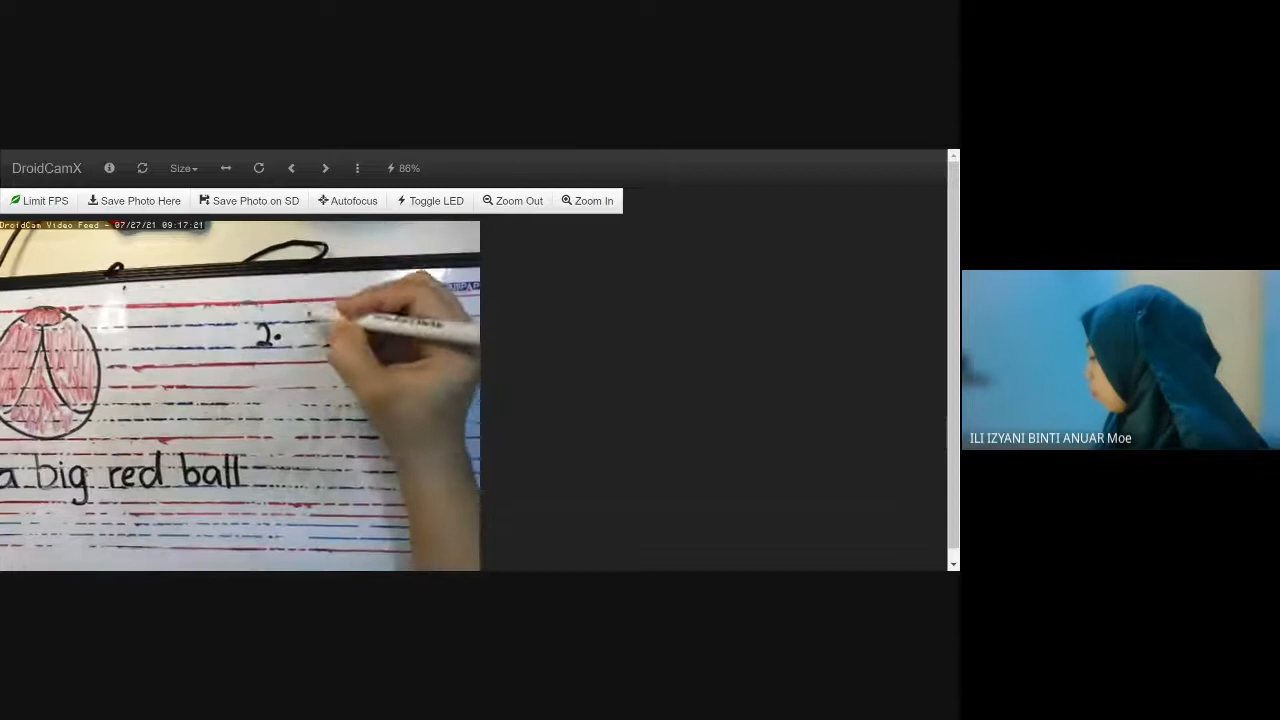 DroidCamX
Size
86%
Limit FPS
Save Photo Here
Save Photo on SD
Autofocus
Toggle LED
Zoom Out
Zoom In
DroidCam Video Feed - 07/27/21 09:17:21
2.
a big red ball
ILI IZYANI BINTI ANUAR Moe